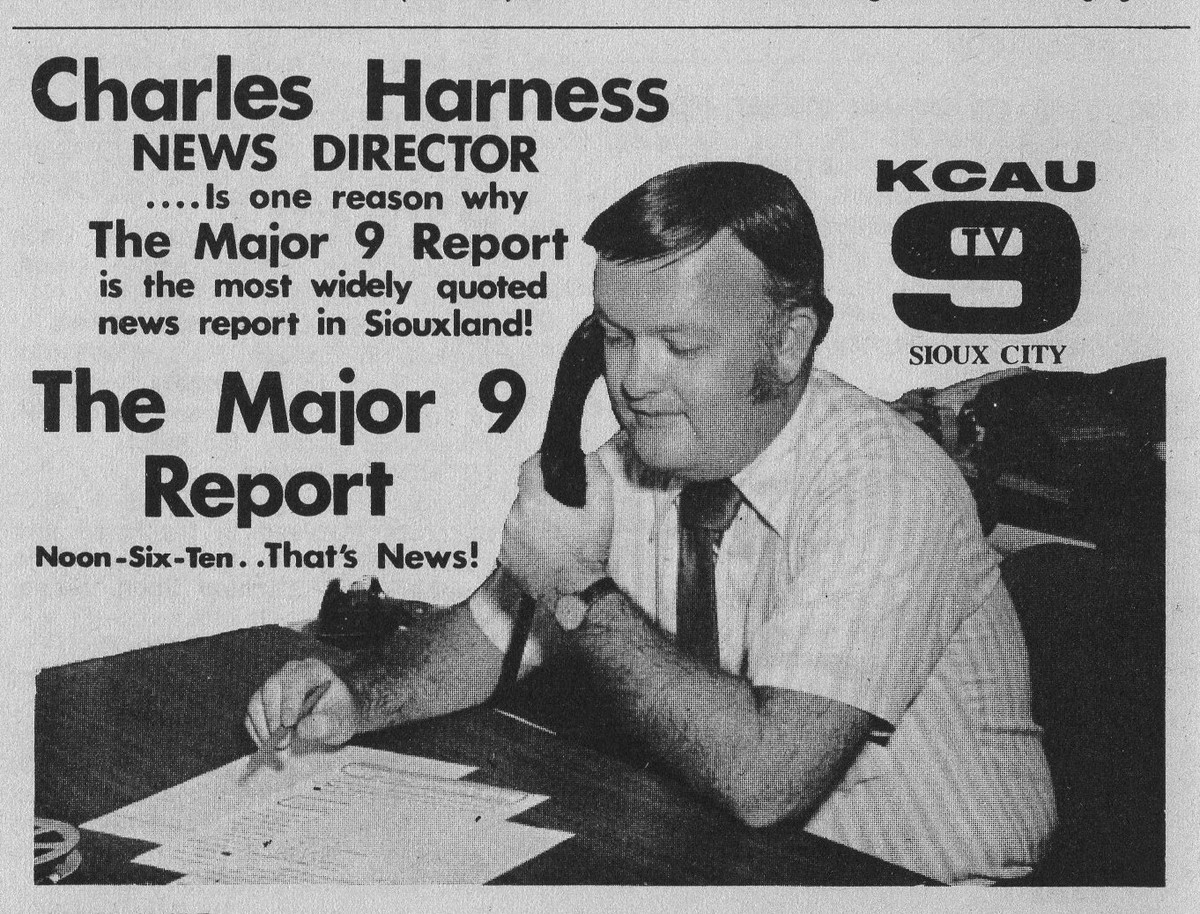 Charles Harness
NEWS DIRECTOR
....Is one reason why
The Major 9 Report
is the most widely quoted
news report in Siouxland!
The Major 9
Report
Noon-Six-Ten..That's News!
KCAU
TV
9
SIOUX CITY